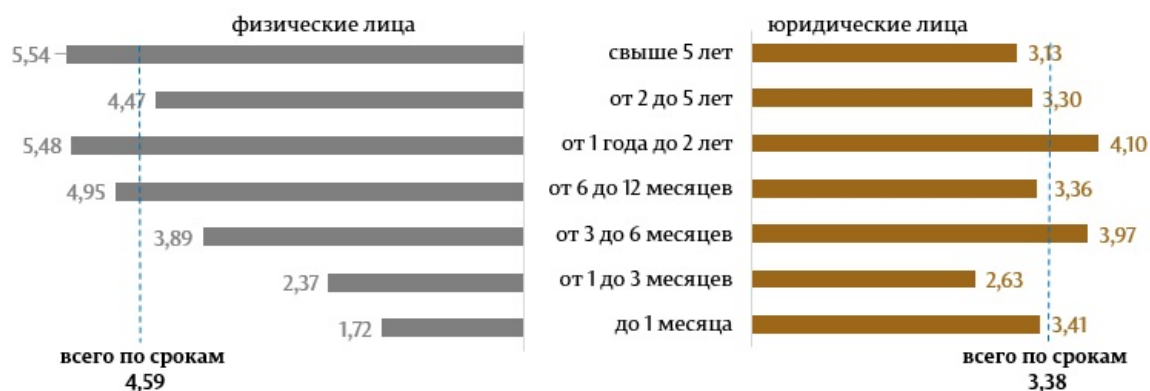 физические лица юридические лица
5,54 свыше 5 лет 3,13
4,47 от 2 до 5 лет 3,30
5,48 от 1 года до 2 лет 4,10
4,95 от 6 до 12 месяцев 3,36
3,89 от 3 до 6 месяцев 3,97
2,37 от 1 до 3 месяцев 2,63
1,72 до 1 месяца 3,41
всего по срокам всего по срокам
4,59 3,38